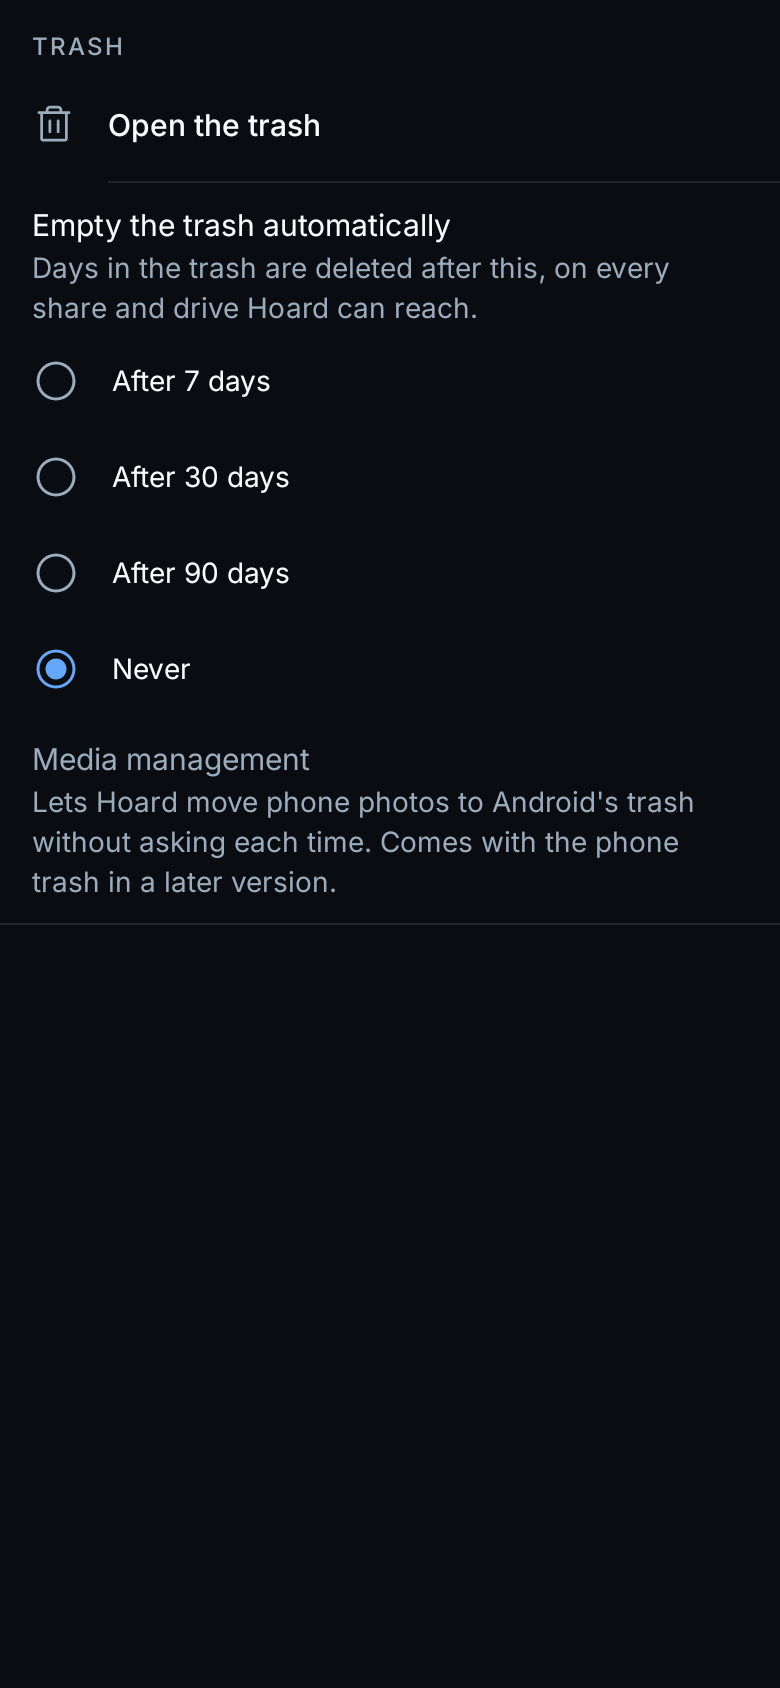 TRASH
Open the trash
Empty the trash automatically
Days in the trash are deleted after this, on every
share and drive Hoard can reach.
After 7 days
After 30 days
After 90 days
Never
Media management
Lets Hoard move phone photos to Android's trash
without asking each time. Comes with the phone
trash in a later version.